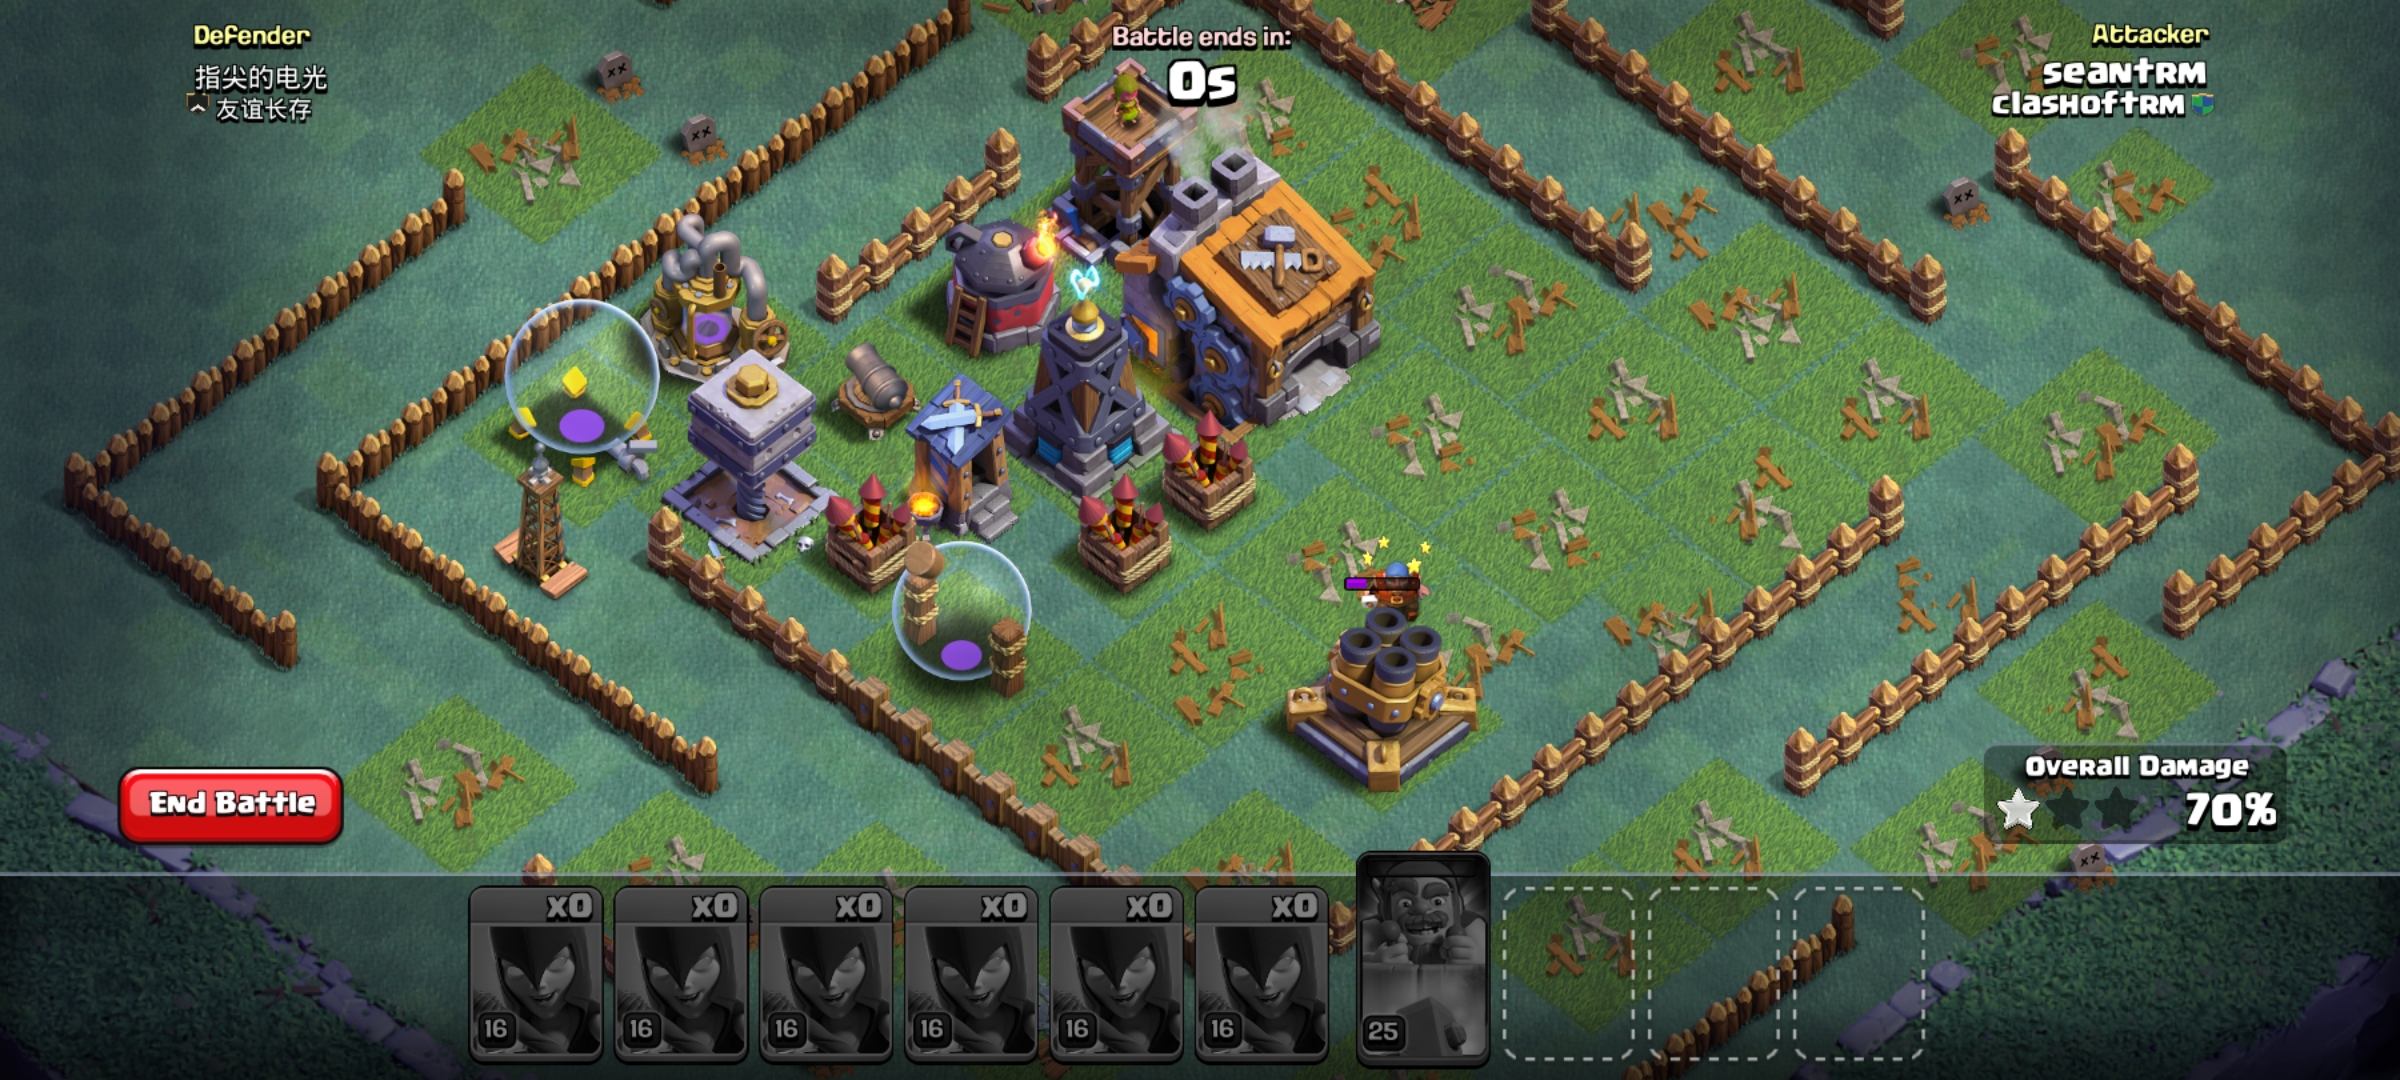 Defender
指尖的电光
友谊长存
Battle ends in:
0s
Attacker
seantRM
clashoftRM
End Battle
Overall Damage
70%
x0 x0 x0 x0 x0 x0
16 16 16 16 16 16 25